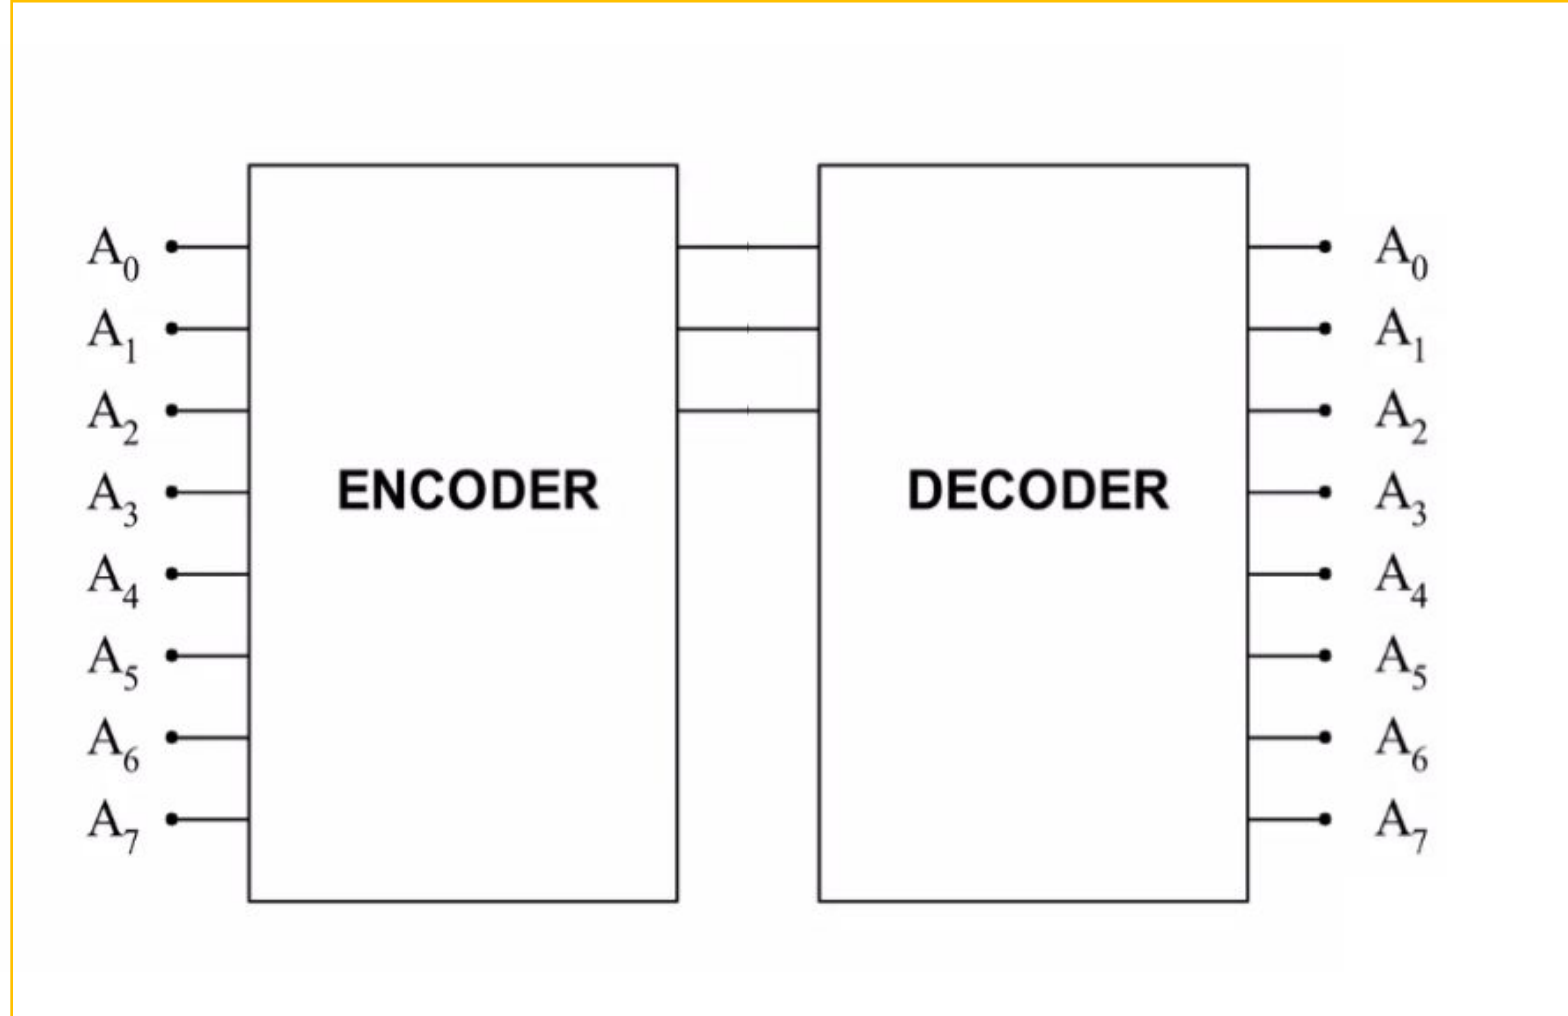 A0 A0
A1 A1
A2 A2
A3 A3
ENCODER DECODER
A4 A4
A5 A5
A6 A6
A7 A7